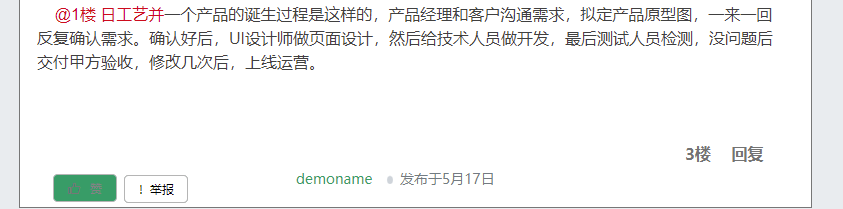 @1楼 日工艺并一个产品的诞生过程是这样的，产品经理和客户沟通需求，拟定产品原型图，一来一回
反复确认需求。确认好后，UI设计师做页面设计，然后给技术人员做开发，最后测试人员检测，没问题后
交付甲方验收，修改几次后，上线运营。
3楼 回复
demoname 发布于5月17日
! 举报